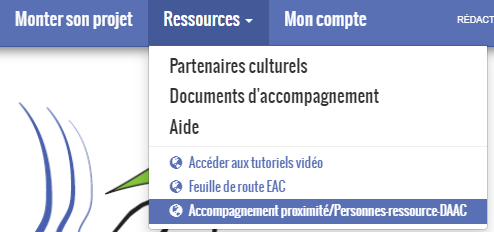 Monter son projet Ressources Mon compte RÉDACT
Partenaires culturels
Documents d'accompagnement
Aide
Accéder aux tutoriels vidéo
Feuille de route EAC
Accompagnement proximité/Personnes-ressource-DAAC